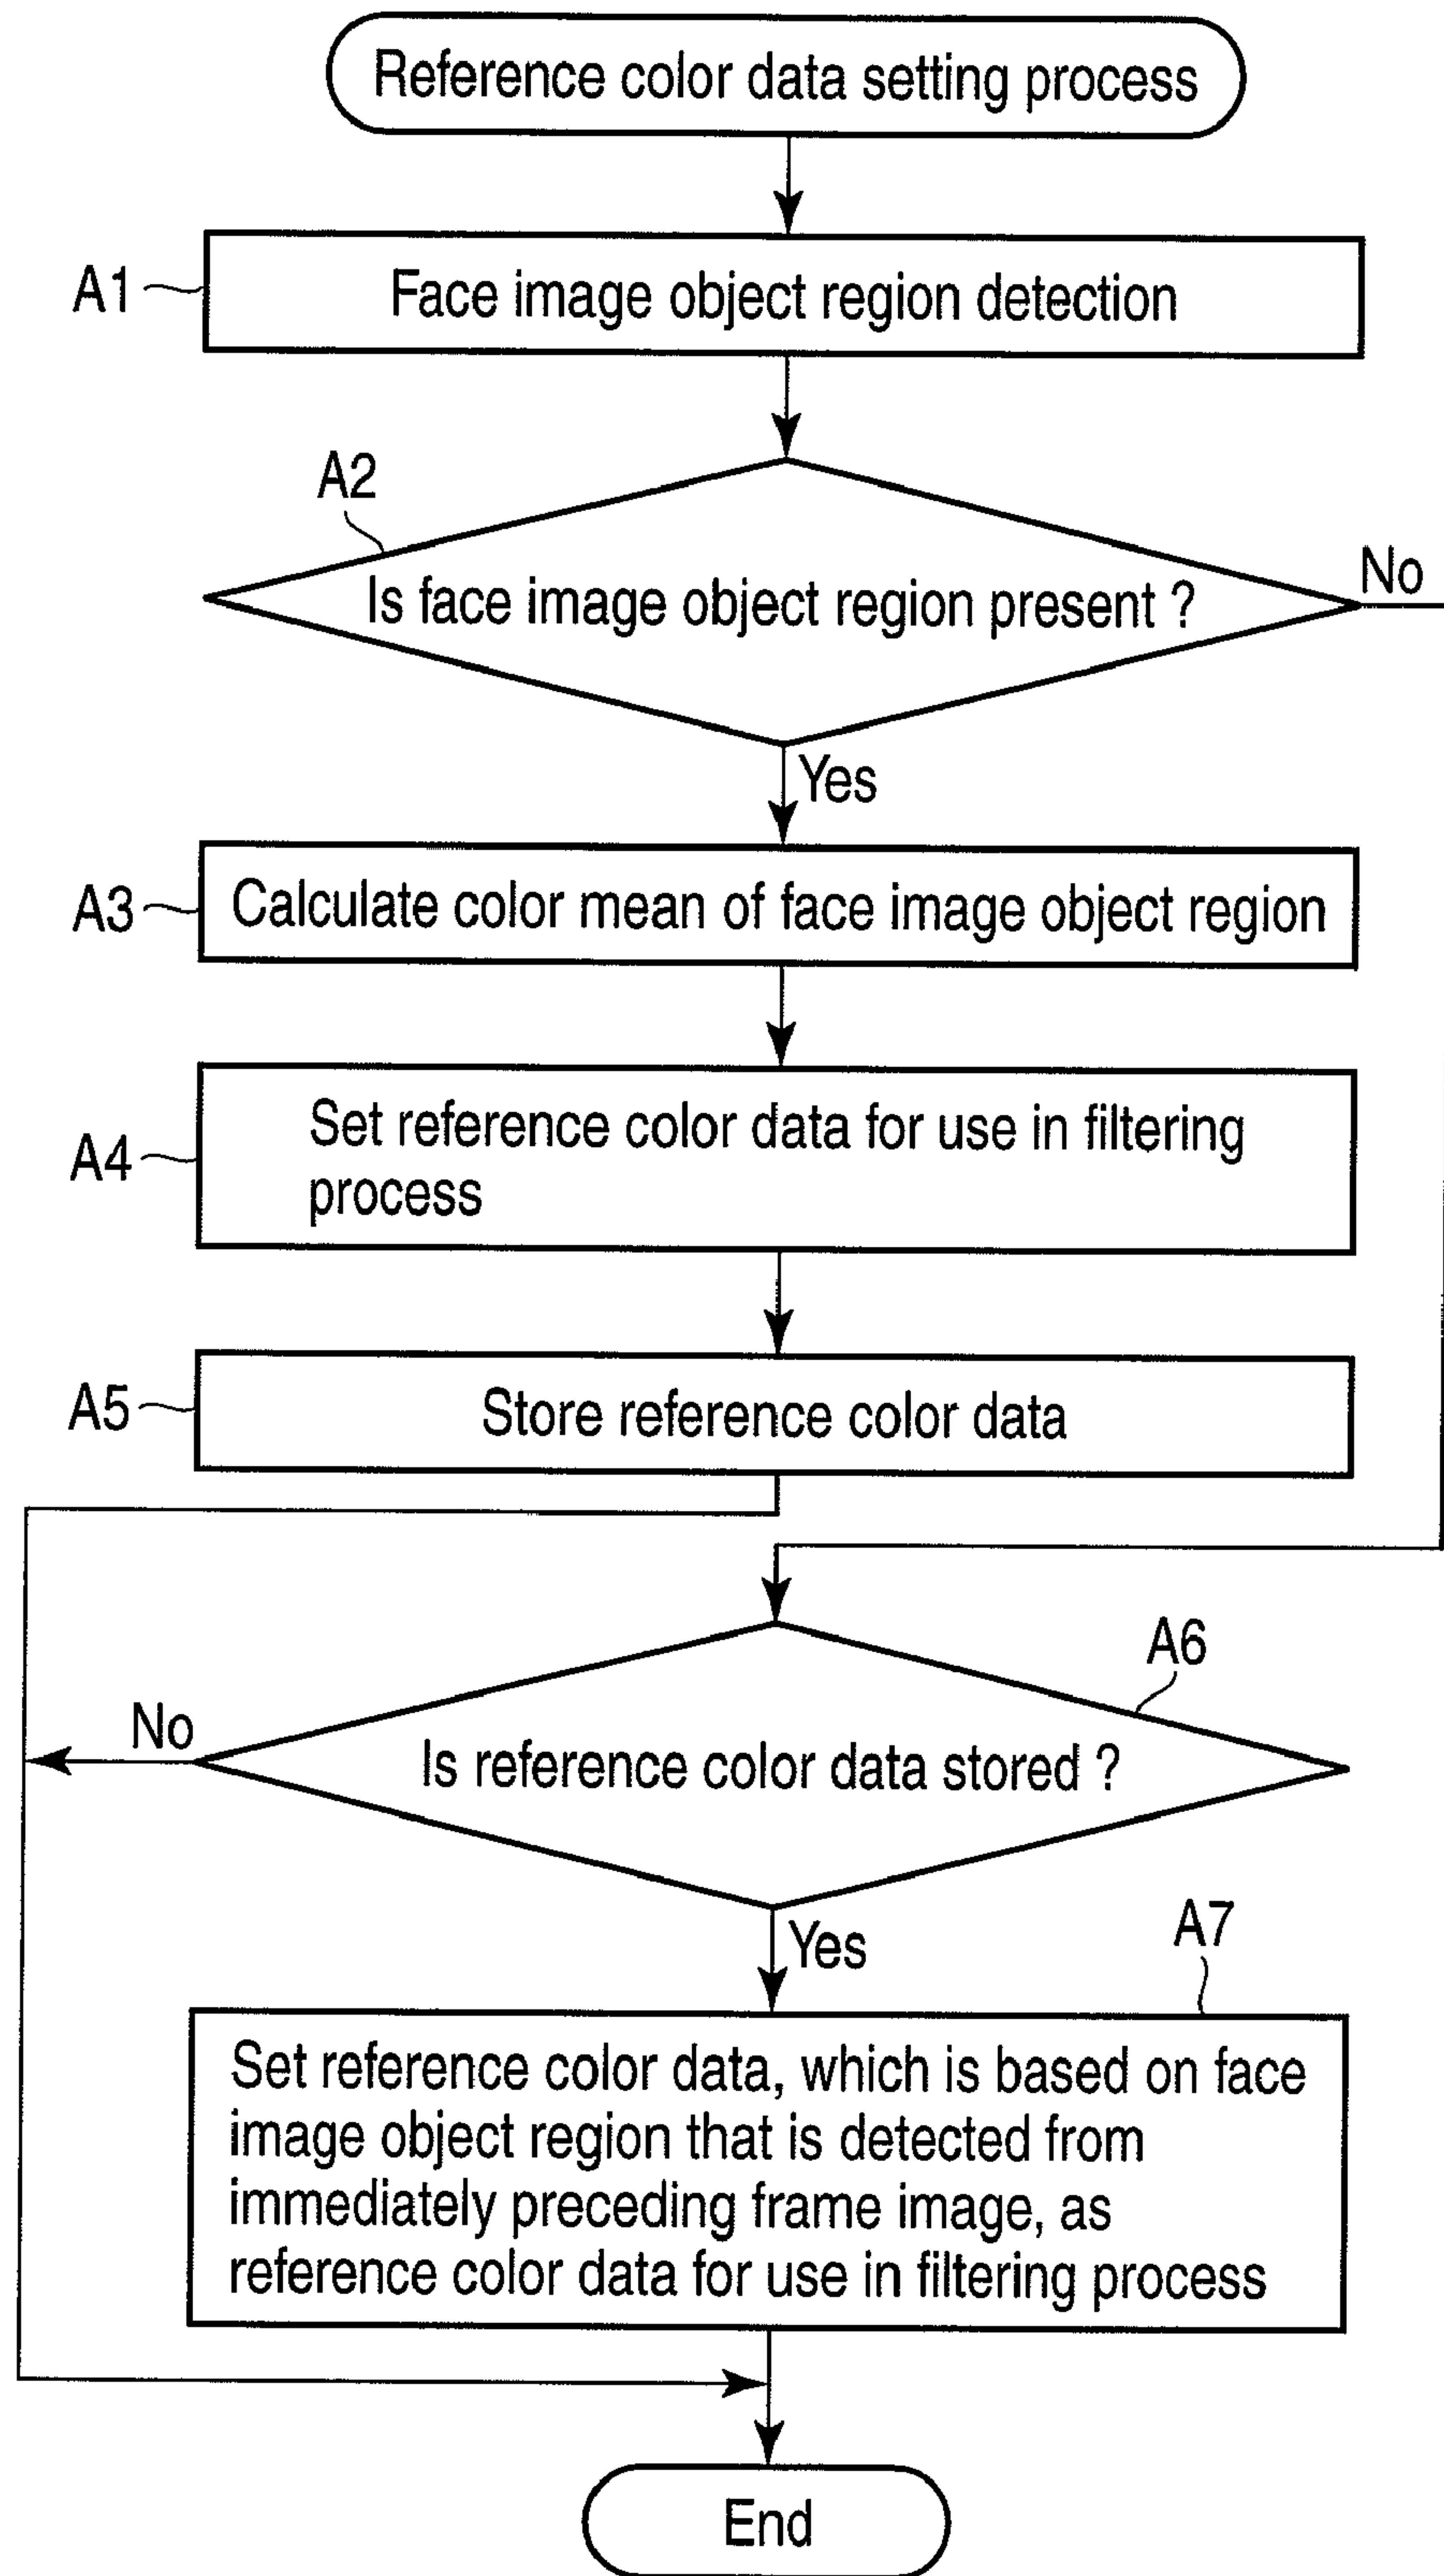 Reference color data setting process
A1
Face image object region detection
A2
Is face image object region present ?
No
Yes
A3
Calculate color mean of face image object region
A4
Set reference color data for use in filtering
process
A5
Store reference color data
A6
No
Is reference color data stored ?
Yes
A7
Set reference color data, which is based on face
image object region that is detected from
immediately preceding frame image, as
reference color data for use in filtering process
End